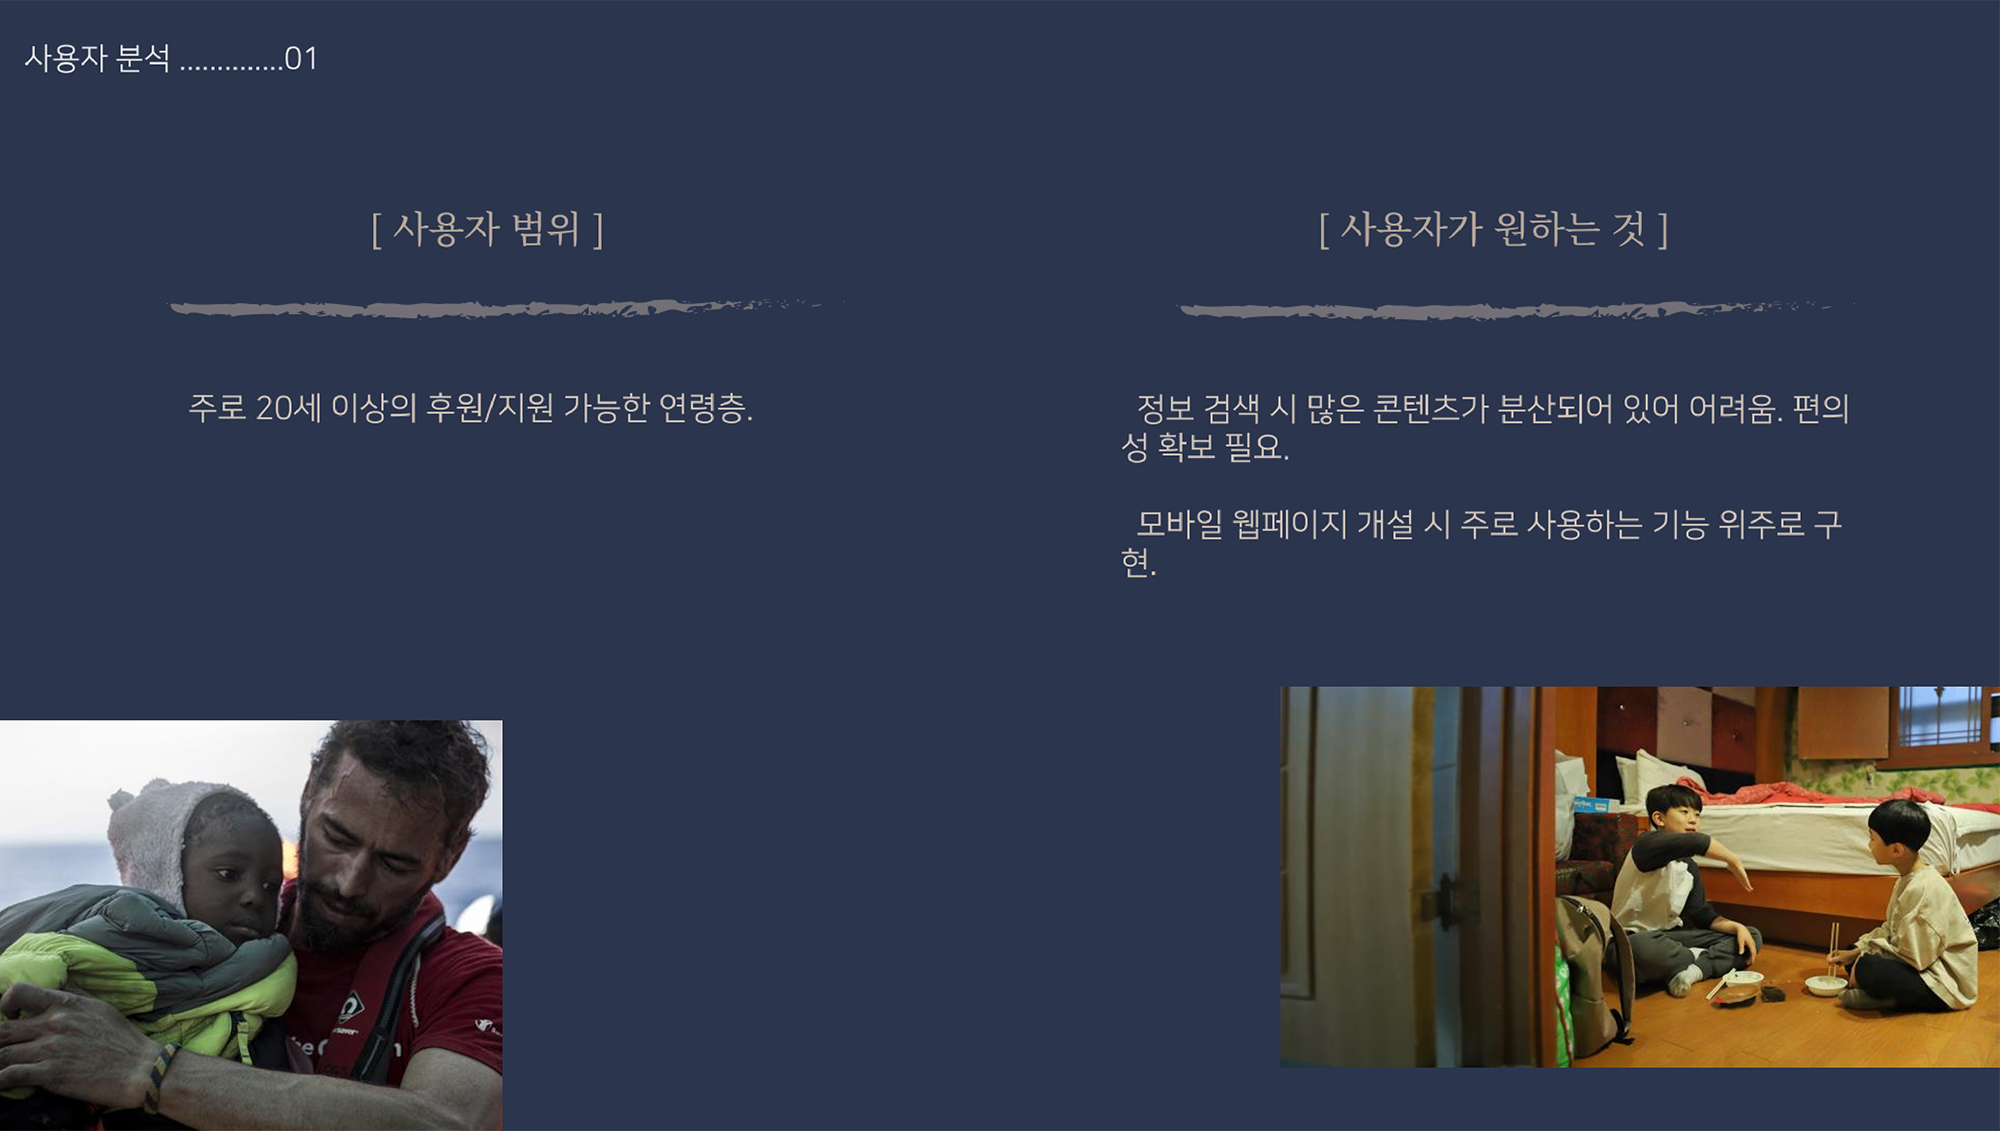 사용자 분석 ..............01
[ 사용자 범위 ]
주로 20세 이상의 후원/지원 가능한 연령층.
[ 사용자가 원하는 것 ]
정보 검색 시 많은 콘텐츠가 분산되어 있어 어려움. 편의
성 확보 필요.
모바일 웹페이지 개설 시 주로 사용하는 기능 위주로 구
현.